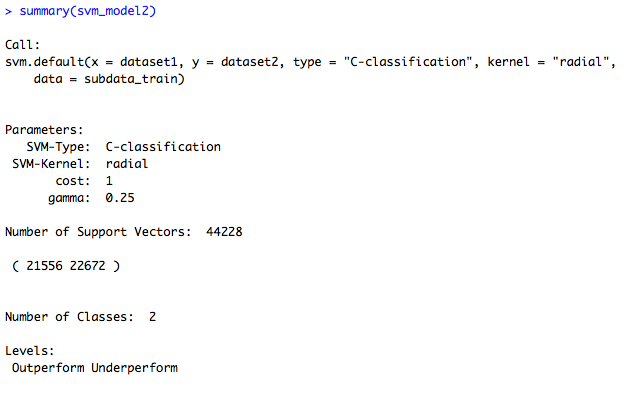 > summary(svm_model2)
Call:
svm.default(x = dataset1, y = dataset2, type = "C-classification", kernel = "radial",
    data = subdata_train)
Parameters:
   SVM-Type:  C-classification
 SVM-Kernel:  radial
       cost:  1
      gamma:  0.25
Number of Support Vectors:  44228
 ( 21556 22672 )
Number of Classes:  2
Levels:
 Outperform Underperform